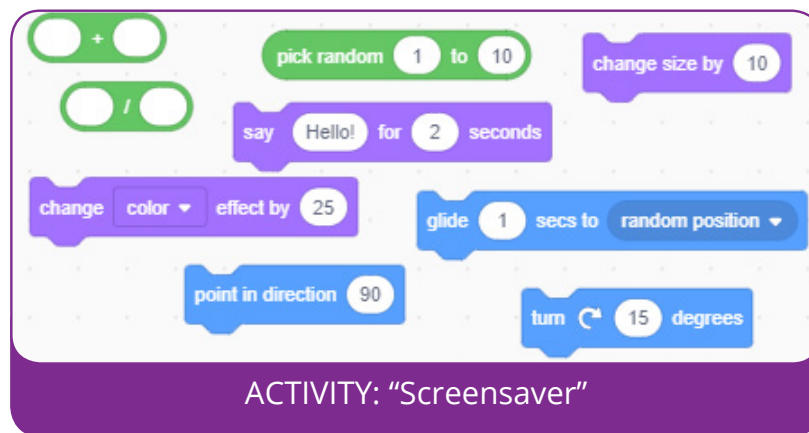 +
pick random 1 to 10
change size by 10
/
say Hello! for 2 seconds
change color effect by 25
glide 1 secs to random position
point in direction 90
turn 15 degrees
ACTIVITY: “Screensaver”